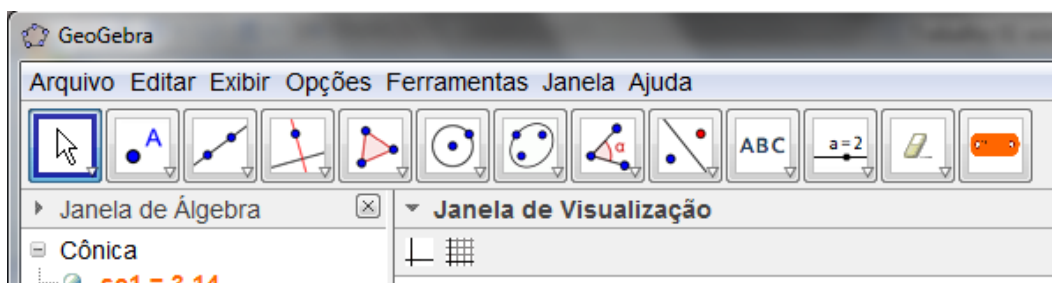 GeoGebra
Arquivo Editar Exibir Opções Ferramentas Janela Ajuda
A
α
ABC
a=2
Janela de Álgebra
Janela de Visualização
Cônica